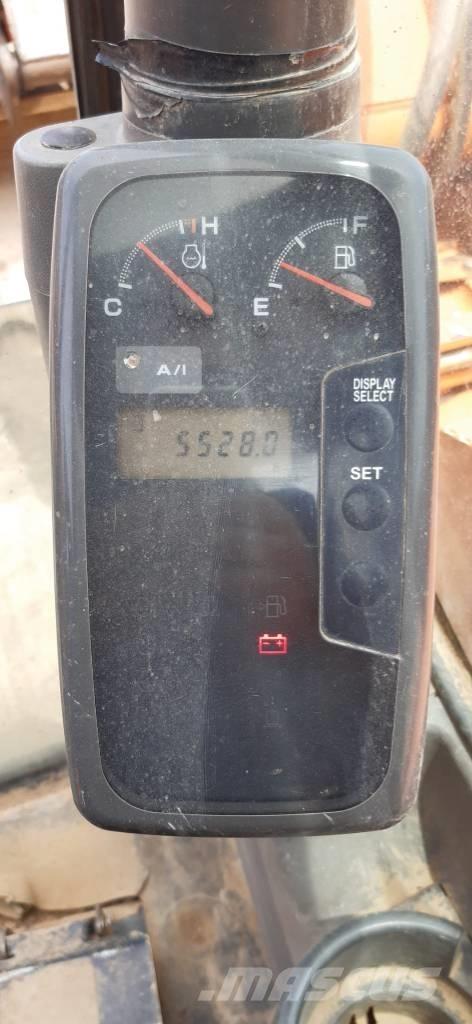 H
F
C
E
A/I
DISPLAY
SELECT
5528.0
SET
MASCUS